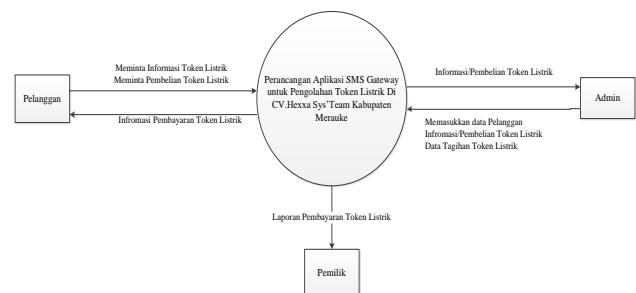 Meminta Informasi Token Listrik
Meminta Pembelian Token Listrik
Pelanggan
Infromasi Pembayaran Token Listrik
Perancangan Aplikasi SMS Gateway
untuk Pengolahan Token Listrik Di
CV.Hexxa Sys'Team Kabupaten
Merauke
Informasi/Pembelian Token Listrik
Admin
Memasukkan data Pelanggan
Infromasi/Pembelian Token Listrik
Data Tagihan Token Listrik
Laporan Pembayaran Token Listrik
Pemilik